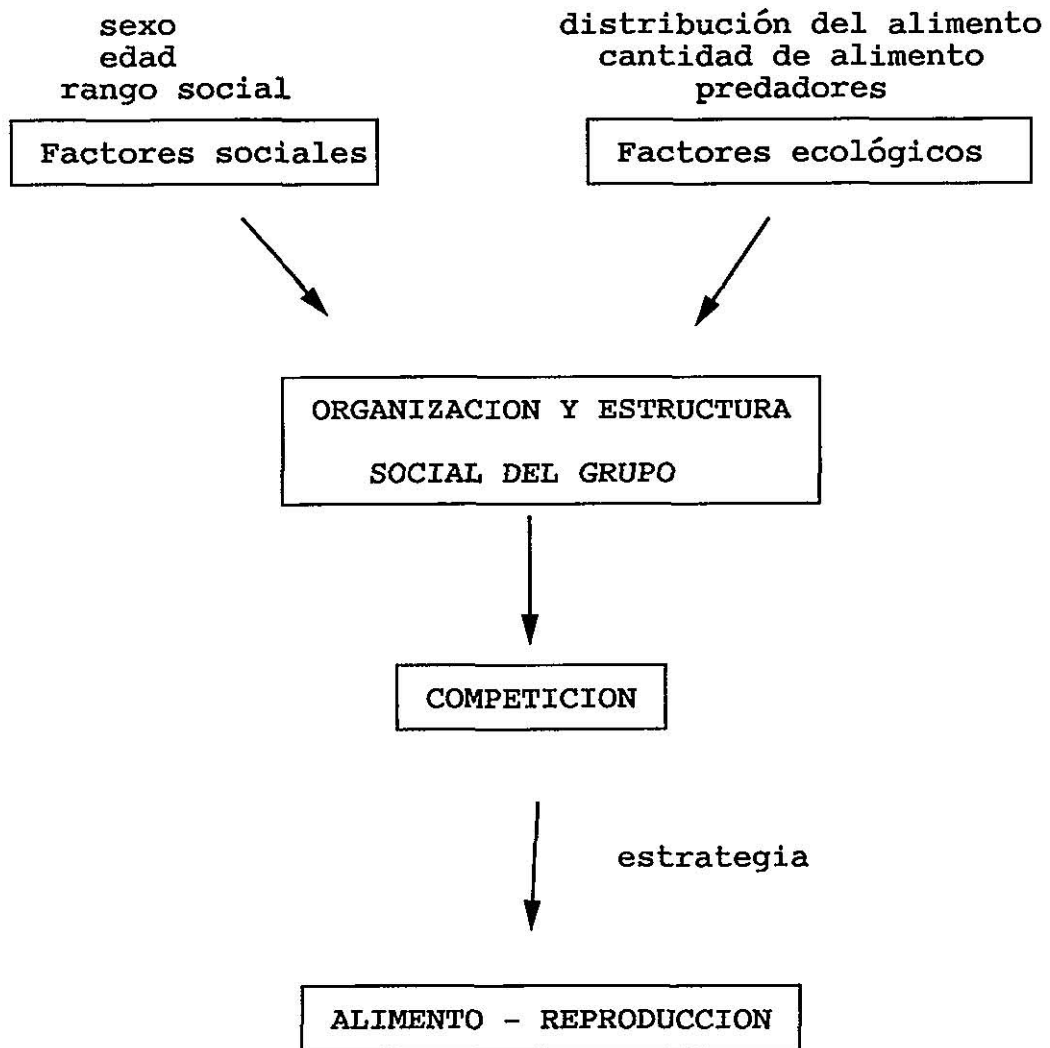 sexo
edad
rango social
Factores sociales
distribución del alimento
cantidad de alimento
predadores
Factores ecológicos
ORGANIZACION Y ESTRUCTURA
SOCIAL DEL GRUPO
COMPETICION
estrategia
ALIMENTO - REPRODUCCION